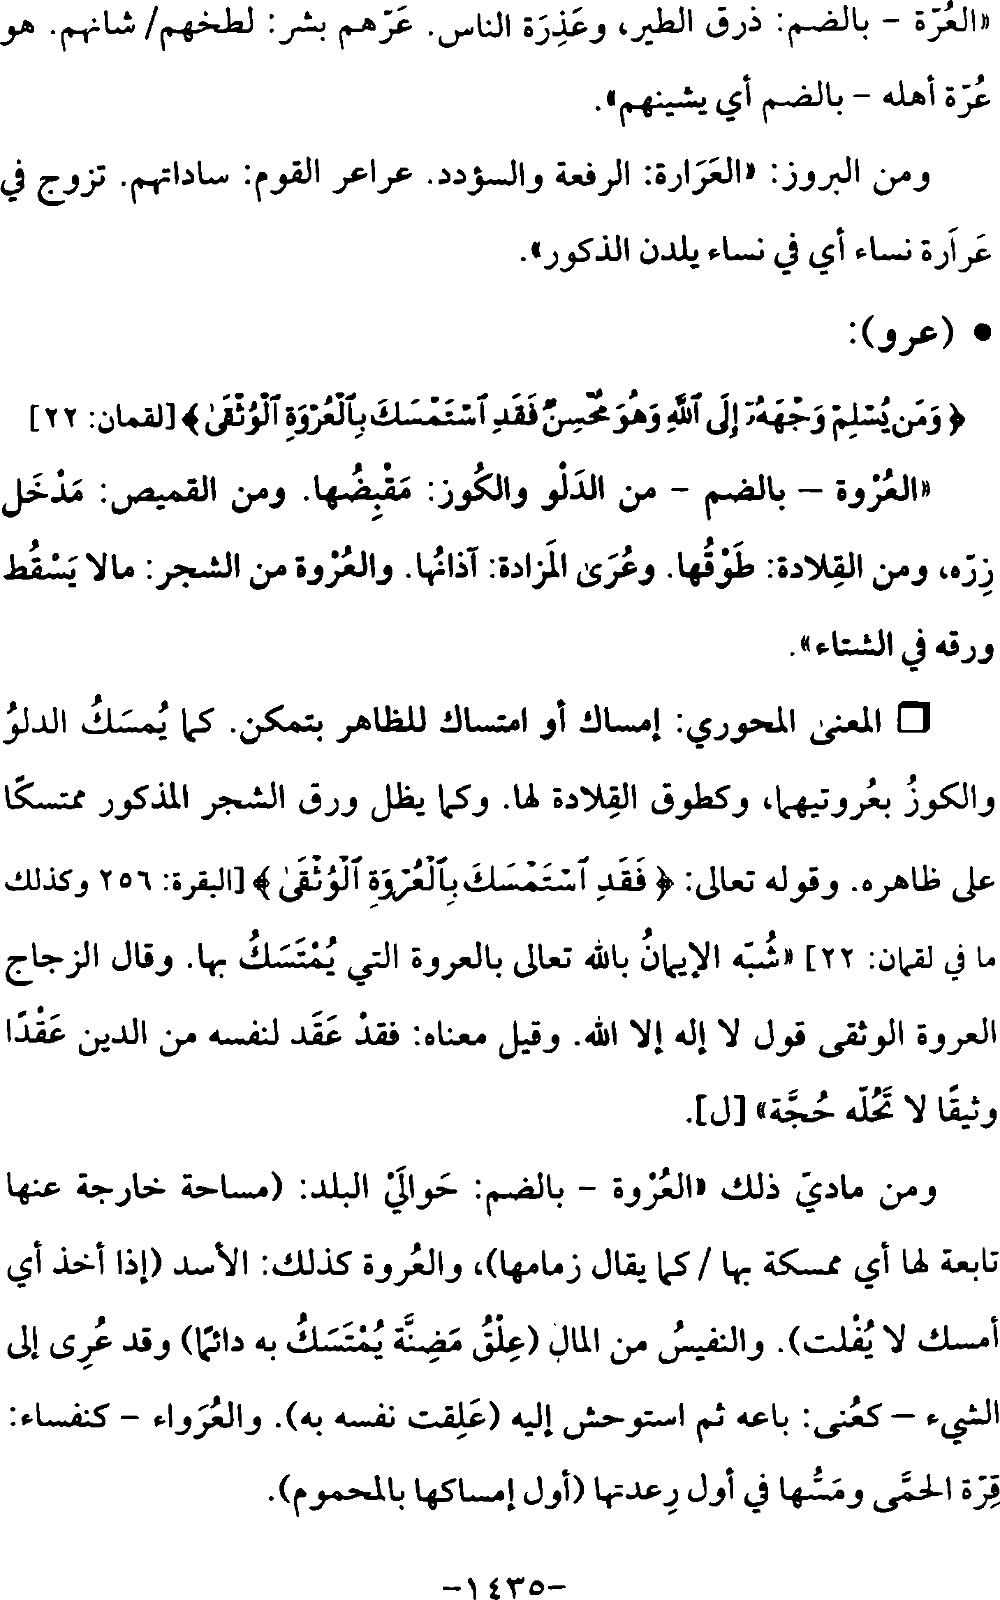 «العُرّة – بالضم: ذرق الطير، وعَذِرَة الناس. عَرّهم بشر: لطخهم/ شانهم. هو
عُرّة أهله – بالضم أي يشينهم».
ومن البروز: «العَرَارة: الرفعة والسؤدد. عراعر القوم: ساداتهم. تزوج في
عَرارَة نساء أي في نساء يلدن الذكور».
● (عرو):
﴿ وَمَن يُسْلِمْ وَجْهَهُۥٓ إِلَى ٱللَّهِ وَهُوَ مُحْسِنٌ فَقَدِ ٱسْتَمْسَكَ بِٱلْعُرْوَةِ ٱلْوُثْقَىٰ ﴾ [لقمان: ٢٢]
«العُرْوة – بالضم – من الدَلْو والكُوز: مَقْبِضُها. ومن القميص: مَدْخَل
زِرّه، ومن القِلادة: طَوْقُها. وعُرَىٰ المَزادة: آذانُها. والعُرْوة من الشجر: مالا يَسْقُط
ورقه في الشتاء».
❐ المعنىٰ المحوري: إمساك أو امتساك للظاهر بتمكن. كما يُمسَكُ الدلوُ
والكوزُ بعُروتيهما، وكطوق القِلادة لها. وكما يظل ورق الشجر المذكور ممتسكًا
على ظاهره. وقوله تعالى: ﴿ فَقَدِ ٱسْتَمْسَكَ بِٱلْعُرْوَةِ ٱلْوُثْقَىٰ ﴾ [البقرة: ٢٥٦ وكذلك
ما في لقمان: ٢٢] «شُبّه الإيمانُ بالله تعالى بالعروة التي يُمْتَسَكُ بها. وقال الزجاج
العروة الوثقى قول لا إله إلا الله. وقيل معناه: فقدْ عَقَد لنفسه من الدين عَقْدًا
وثيقًا لا تَحُلّه حُجَّة» [ل].
ومن ماديّ ذلك «العُرْوة – بالضم: حَوالَيْ البلد: (مساحة خارجة عنها
تابعة لها أي ممسكة بها / كما يقال زمامها)، والعُروة كذلك: الأسد (إذا أخذ أي
أمسك لا يُفْلت). والنفيسُ من المال (عِلْقُ مَضِنَّة يُمْتَسَكُ به دائمًا) وقد عُرِى إلى
الشيء – كعُنى: باعه ثم استوحش إليه (عَلِقت نفسه به). والعُرَواء – كنفساء:
قِرّة الحمَّى ومَسُّها في أول رِعدتها (أول إمساكها بالمحموم).
-١٤٣٥-